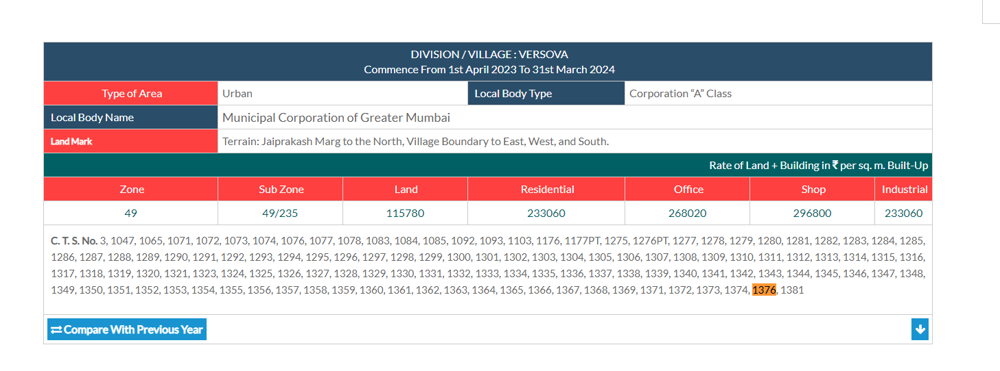 DIVISION / VILLAGE : VERSOVA
Commence From 1st April 2023 To 31st March 2024
Type of Area Urban Local Body Type Corporation “A” Class
Local Body Name Municipal Corporation of Greater Mumbai
Land Mark Terrain: Jaiprakash Marg to the North, Village Boundary to East, West, and South.
Rate of Land + Building in ₹ per sq. m. Built-Up
Zone Sub Zone Land Residential Office Shop Industrial
49 49/235 115780 233060 268020 296800 233060
C. T. S. No. 3, 1047, 1065, 1071, 1072, 1073, 1074, 1076, 1077, 1078, 1083, 1084, 1085, 1092, 1093, 1103, 1176, 1177PT, 1275, 1276PT, 1277, 1278, 1279, 1280, 1281, 1282, 1283, 1284, 1285,
1286, 1287, 1288, 1289, 1290, 1291, 1292, 1293, 1294, 1295, 1296, 1297, 1298, 1299, 1300, 1301, 1302, 1303, 1304, 1305, 1306, 1307, 1308, 1309, 1310, 1311, 1312, 1313, 1314, 1315, 1316,
1317, 1318, 1319, 1320, 1321, 1323, 1324, 1325, 1326, 1327, 1328, 1329, 1330, 1331, 1332, 1333, 1334, 1335, 1336, 1337, 1338, 1339, 1340, 1341, 1342, 1343, 1344, 1345, 1346, 1347, 1348,
1349, 1350, 1351, 1352, 1353, 1354, 1355, 1356, 1357, 1358, 1359, 1360, 1361, 1362, 1363, 1364, 1365, 1366, 1367, 1368, 1369, 1371, 1372, 1373, 1374, 1376, 1381
Compare With Previous Year